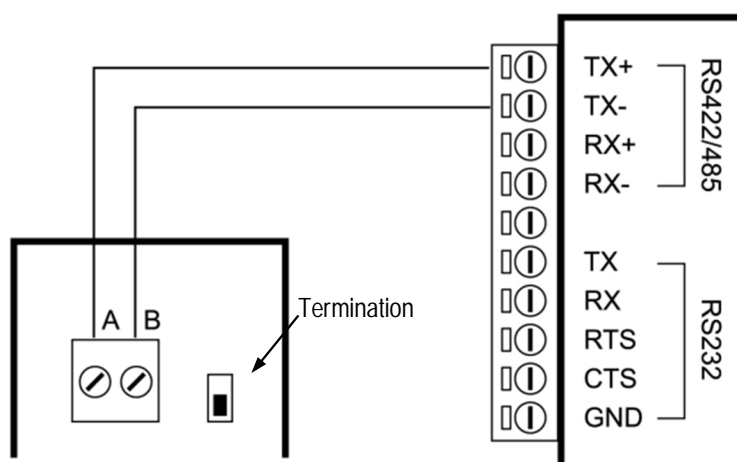 TX+
TX-
RX+
RX-
RS422/485
A B
Termination
TX
RX
RTS
CTS
GND
RS232